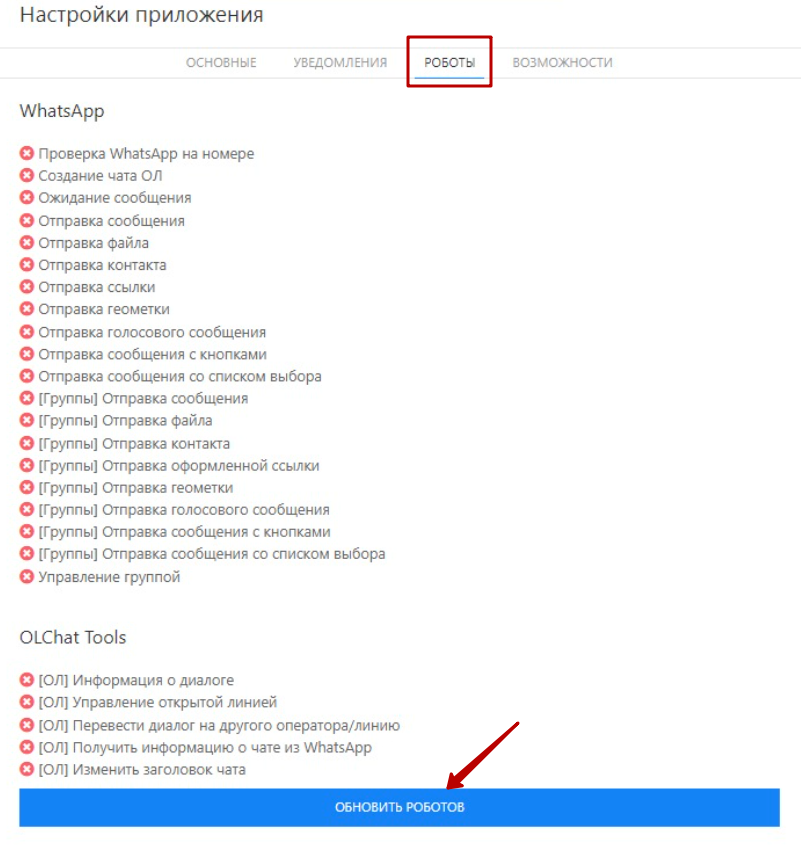 Настройки приложения
ОСНОВНЫЕ УВЕДОМЛЕНИЯ РОБОТЫ ВОЗМОЖНОСТИ
WhatsApp
Проверка WhatsApp на номере
Создание чата ОЛ
Ожидание сообщения
Отправка сообщения
Отправка файла
Отправка контакта
Отправка ссылки
Отправка геометки
Отправка голосового сообщения
Отправка сообщения с кнопками
Отправка сообщения со списком выбора
[Группы] Отправка сообщения
[Группы] Отправка файла
[Группы] Отправка контакта
[Группы] Отправка оформленной ссылки
[Группы] Отправка геометки
[Группы] Отправка голосового сообщения
[Группы] Отправка сообщения с кнопками
[Группы] Отправка сообщения со списком выбора
Управление группой
OLChat Tools
[ОЛ] Информация о диалоге
[ОЛ] Управление открытой линией
[ОЛ] Перевести диалог на другого оператора/линию
[ОЛ] Получить информацию о чате из WhatsApp
[ОЛ] Изменить заголовок чата
ОБНОВИТЬ РОБОТОВ